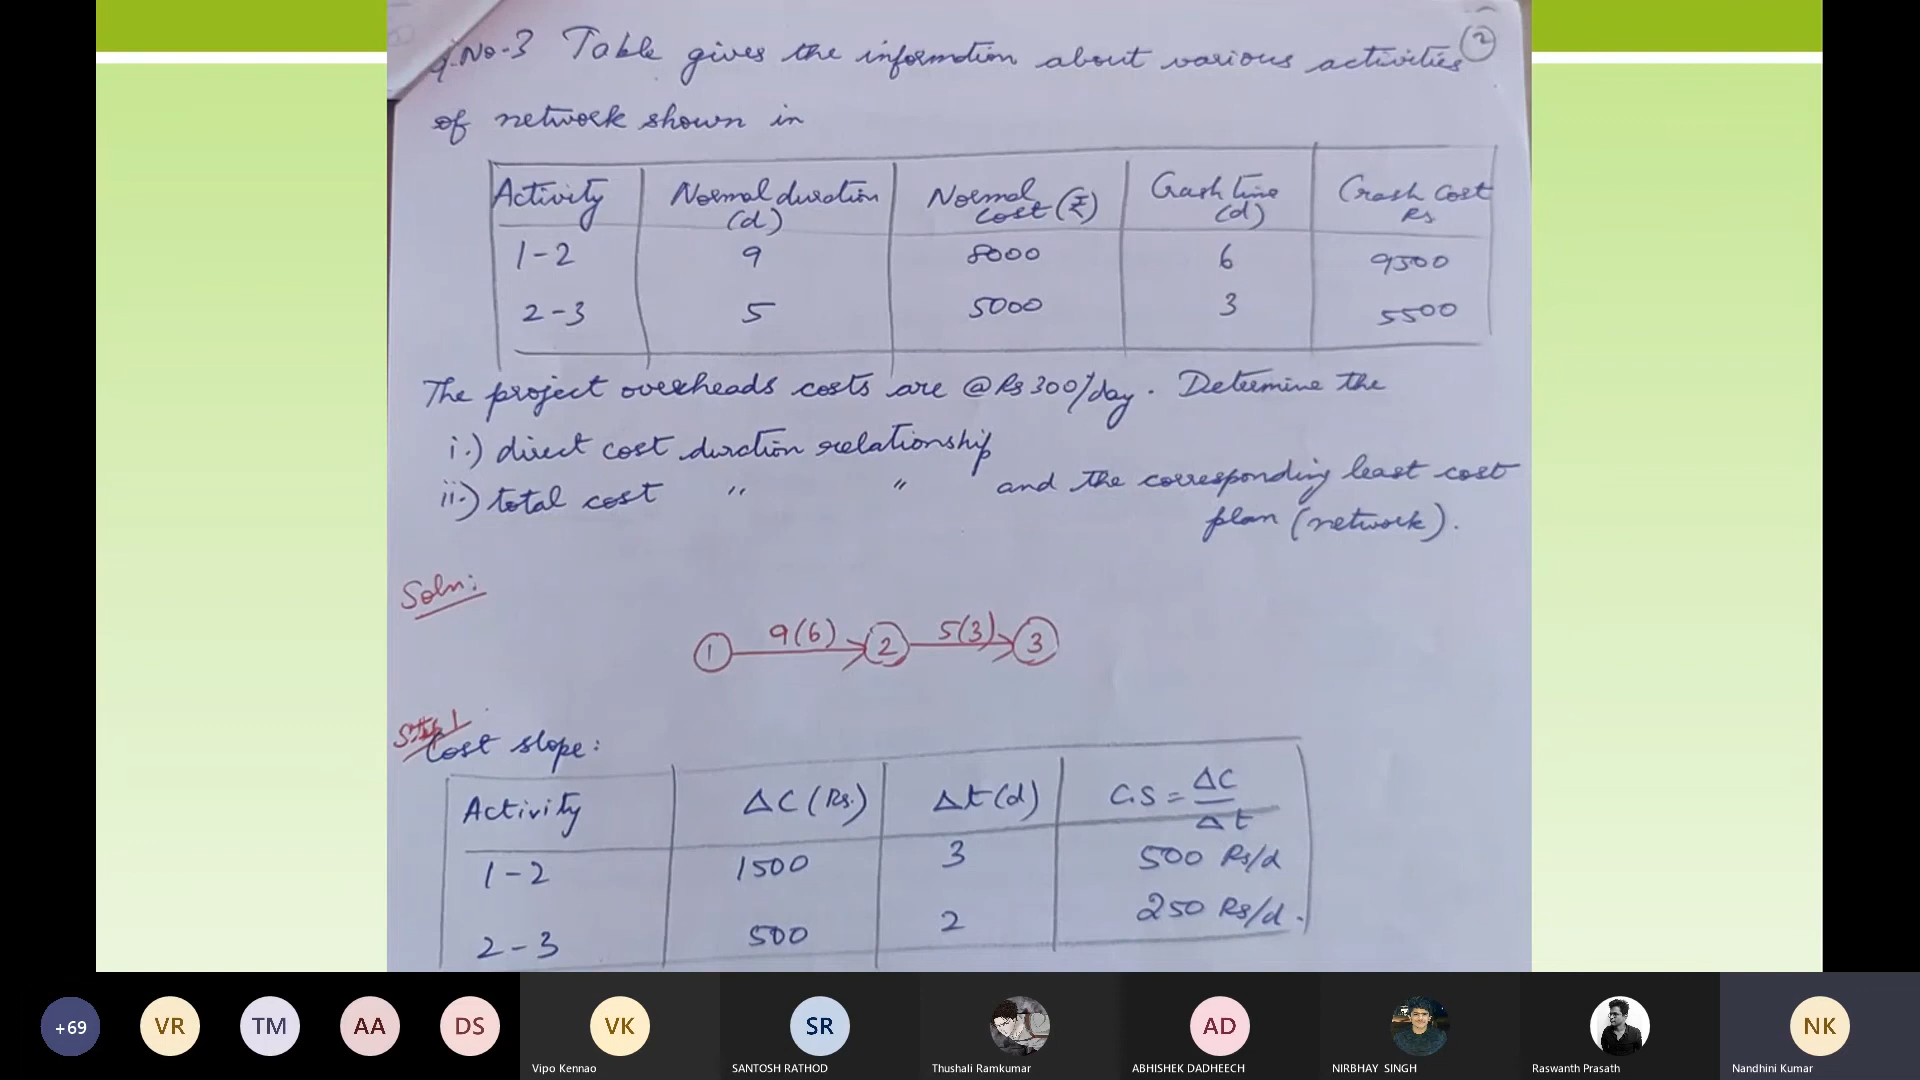 Q.No-3 Table gives the information about various activities (2)
of network shown in
Activity Normal duration (d) Normal Cost (₹) Crash time (d) Crash Cost Rs
1-2 9 8000 6 9500
2-3 5 5000 3 5500
The project overheads costs are @ Rs 300/day. Determine the
i.) direct cost duration relationship
ii.) total cost " " and the corresponding least cost
plan (network).
Soln:
1 9(6) 2 5(3) 3
Step 1
Cost slope:
Activity ΔC (Rs.) Δt (d) C.S = ΔC/Δt
1-2 1500 3 500 Rs/d
2-3 500 2 250 Rs/d.
+69 VR TM AA DS VK SR AD NK
Vipo Kennao SANTOSH RATHOD Thushali Ramkumar ABHISHEK DADHEECH NIRBHAY SINGH Raswanth Prasath Nandhini Kumar